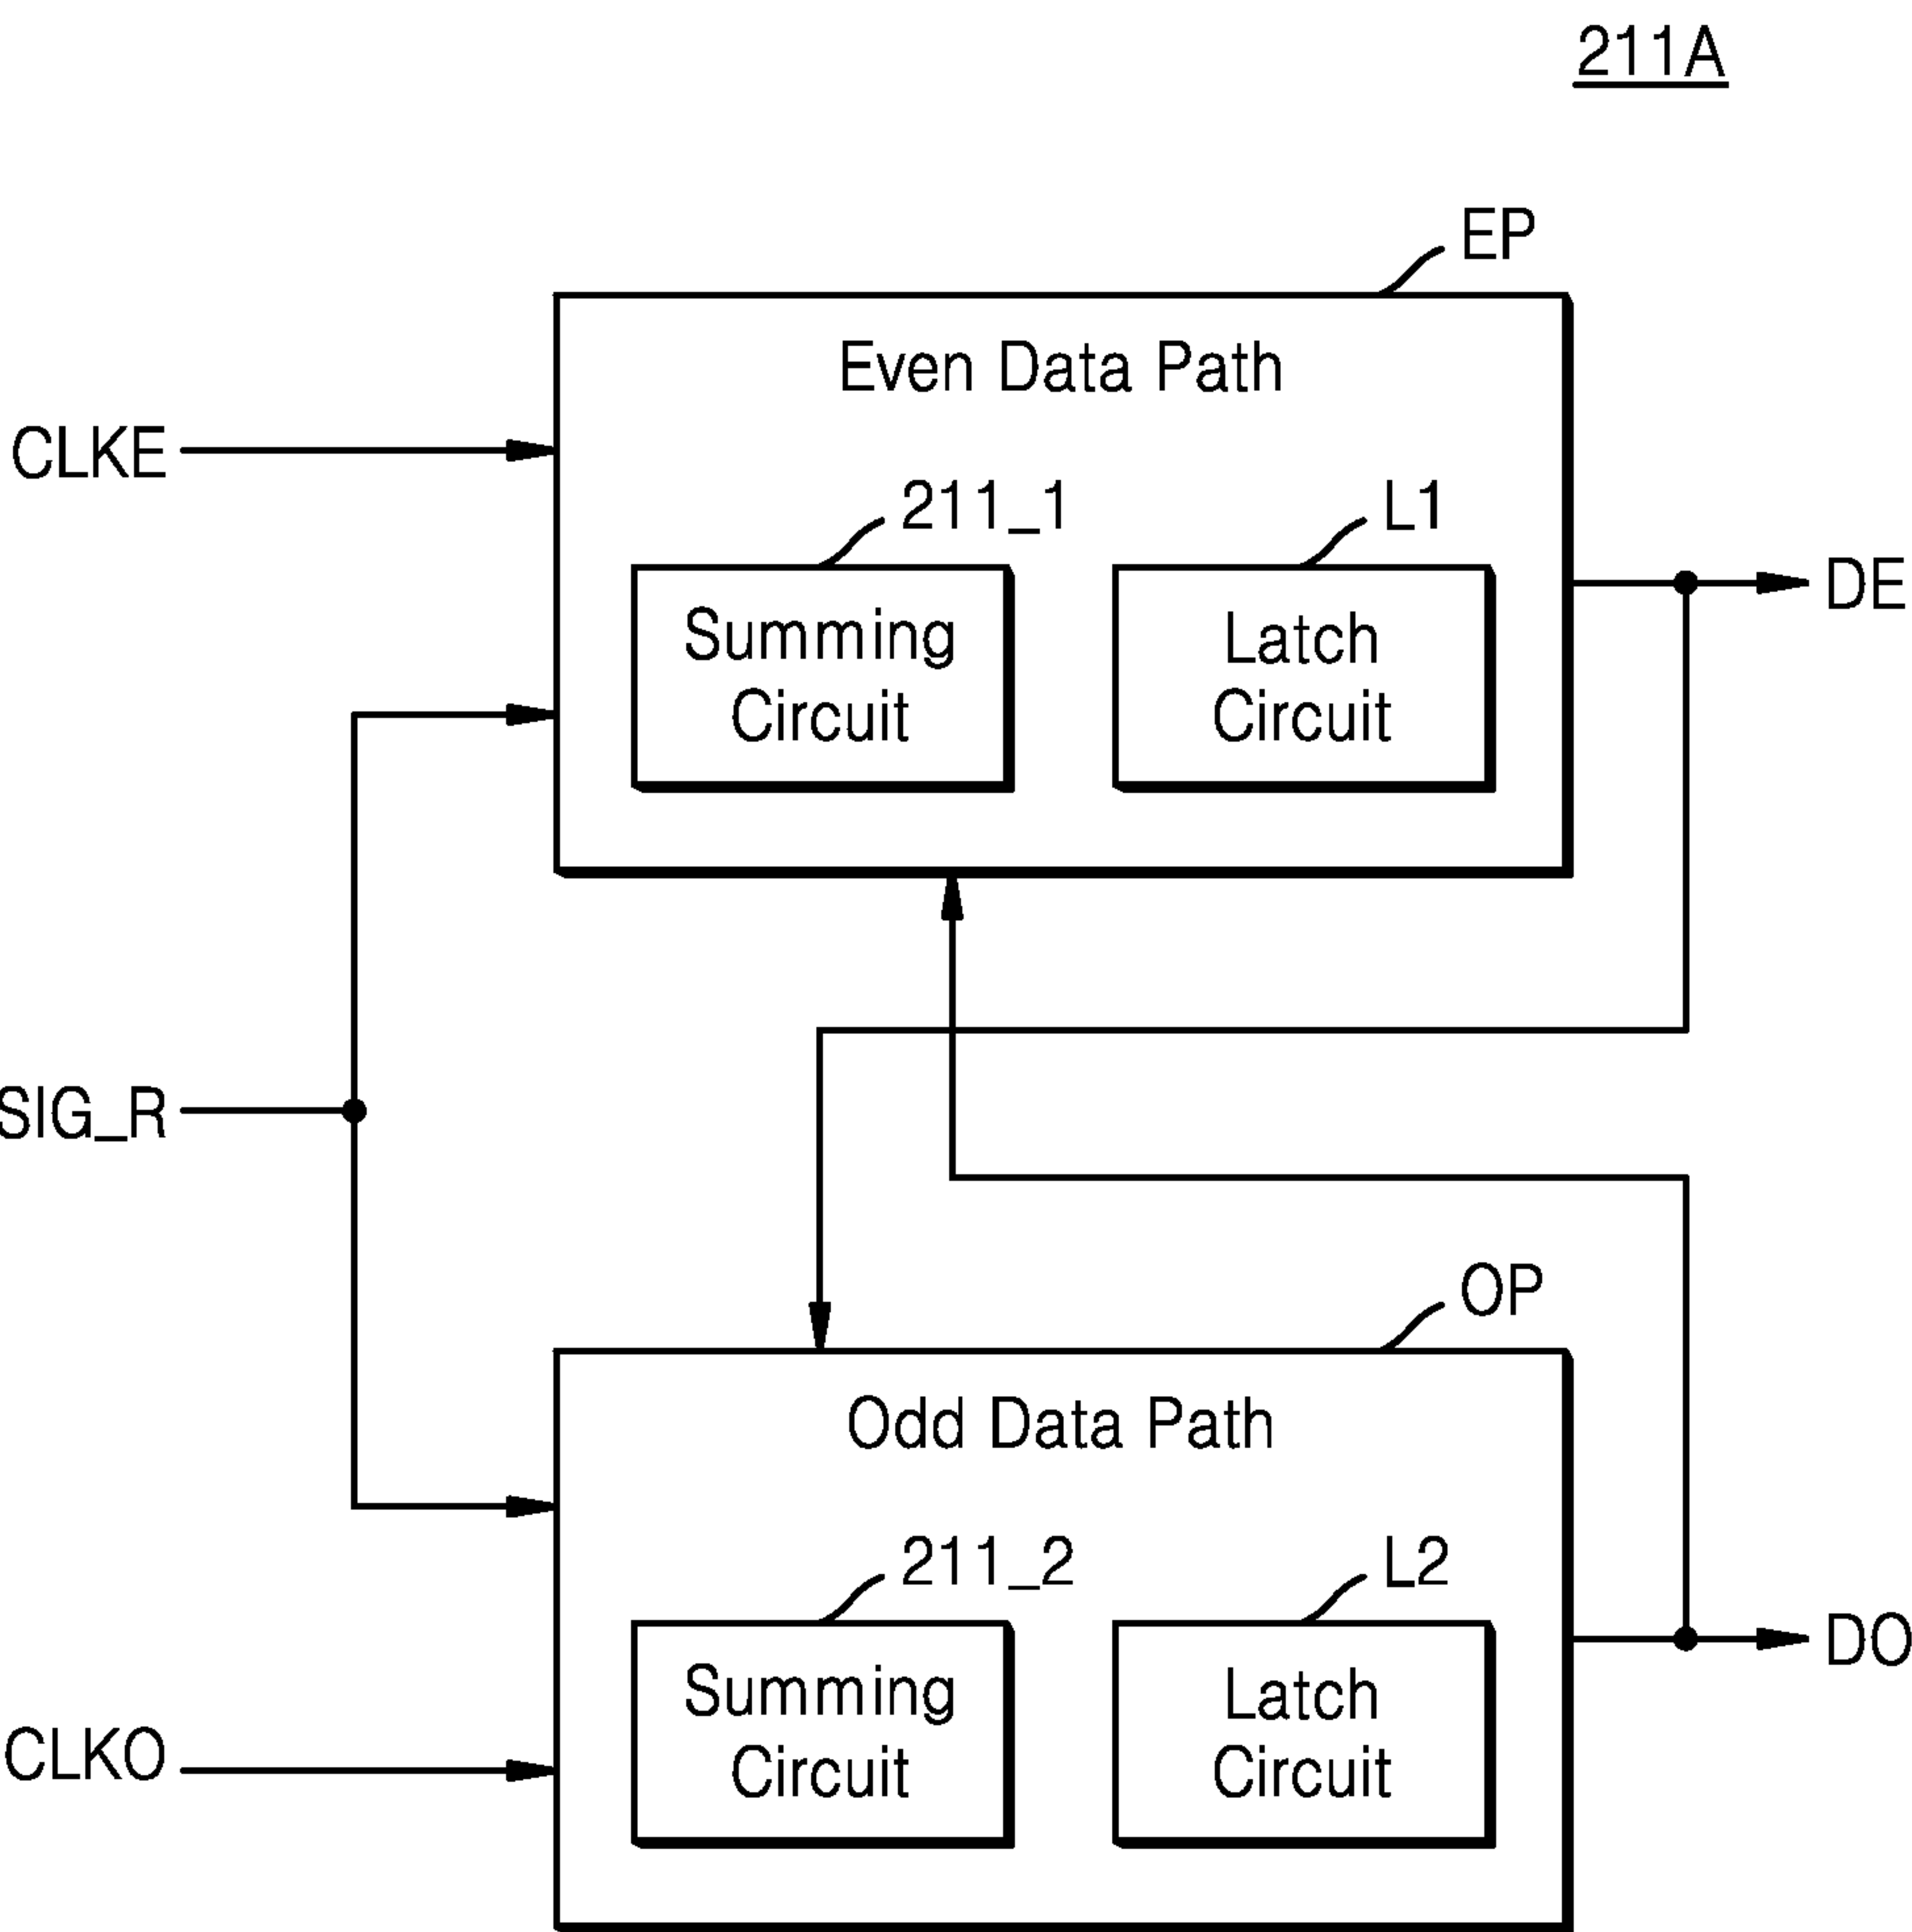 211A
EP
Even Data Path
CLKE
211_1
L1
Summing
Circuit
Latch
Circuit
DE
SIG_R
OP
Odd Data Path
211_2
L2
Summing
Circuit
Latch
Circuit
DO
CLKO